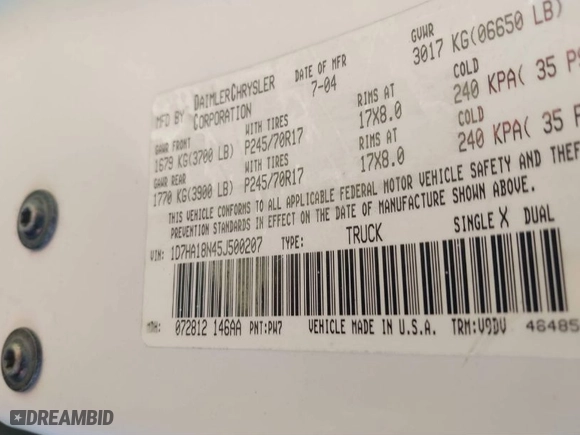 MFD BY DAIMLERCHRYSLER CORPORATION DATE OF MFR 7-04 GVWR 3017 KG(06650 LB)
GAWR FRONT WITH TIRES RIMS AT COLD
1679 KG(3700 LB) P245/70R17 17X8.0 240 KPA( 35
GAWR REAR WITH TIRES RIMS AT COLD
1770 KG(3900 LB) P245/70R17 17X8.0 240 KPA( 35
THIS VEHICLE CONFORMS TO ALL APPLICABLE FEDERAL MOTOR VEHICLE SAFETY AND THEFT
PREVENTION STANDARDS IN EFFECT ON THE DATE OF MANUFACTURE SHOWN ABOVE.
VIN: 1D7HA18N45J500207 TYPE: TRUCK SINGLE X DUAL
MDH: 072812 146AA PNT:PW7 VEHICLE MADE IN U.S.A. TRM:V9DV 46485
DREAMBID